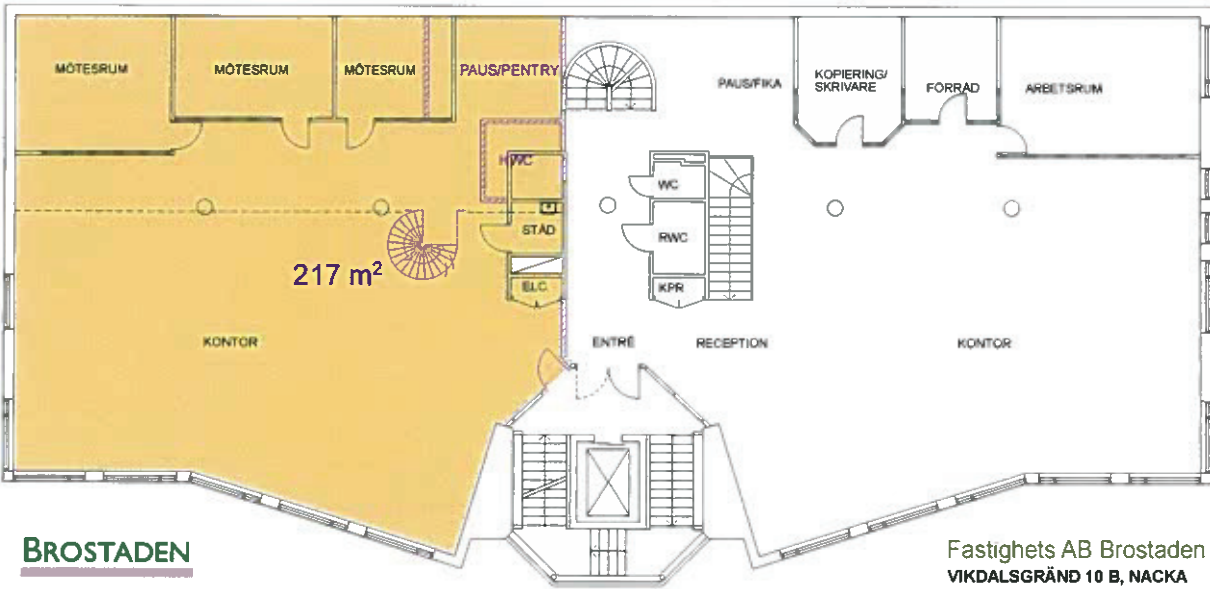 MÖTESRUM
MÖTESRUM
MÖTESRUM
PAUS/PENTRY
PAUS/FIKA
KOPIERING/
SKRIVARE
FÖRRÅD
ARBETSRUM
HWC
WC
STÄD
RWC
217 m²
ELC.
KPR
KONTOR
ENTRÉ
RECEPTION
KONTOR
BROSTADEN
Fastighets AB Brostaden
VIKDALSGRÄND 10 B, NACKA